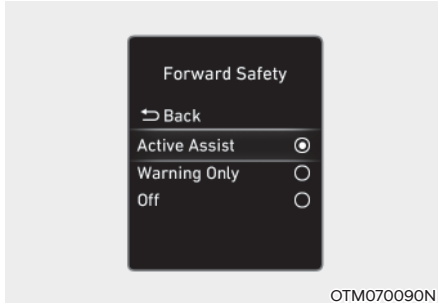 Forward Safety
Back
Active Assist
Warning Only
Off
OTM070090N